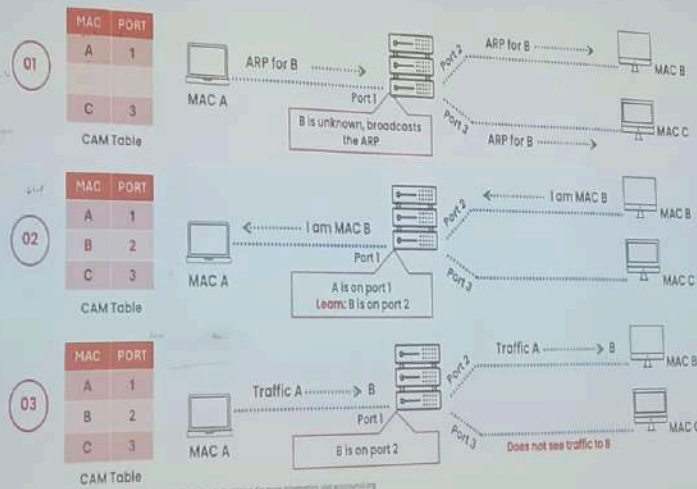 01
MAC PORT
A 1
C 3
CAM Table
MAC A
ARP for B
Port 1
B is unknown, broadcasts
the ARP
Port 2
ARP for B
MAC B
Port 3
ARP for B
MAC C
02
MAC PORT
A 1
B 2
C 3
CAM Table
MAC A
I am MAC B
Port 1
A is on port 1
Learn: B is on port 2
Port 2
I am MAC B
MAC B
Port 3
MAC C
03
MAC PORT
A 1
B 2
C 3
CAM Table
MAC A
Traffic A B
Port 1
B is on port 2
Port 2
Traffic A B
MAC B
Port 3
Does not see traffic to B
MAC C